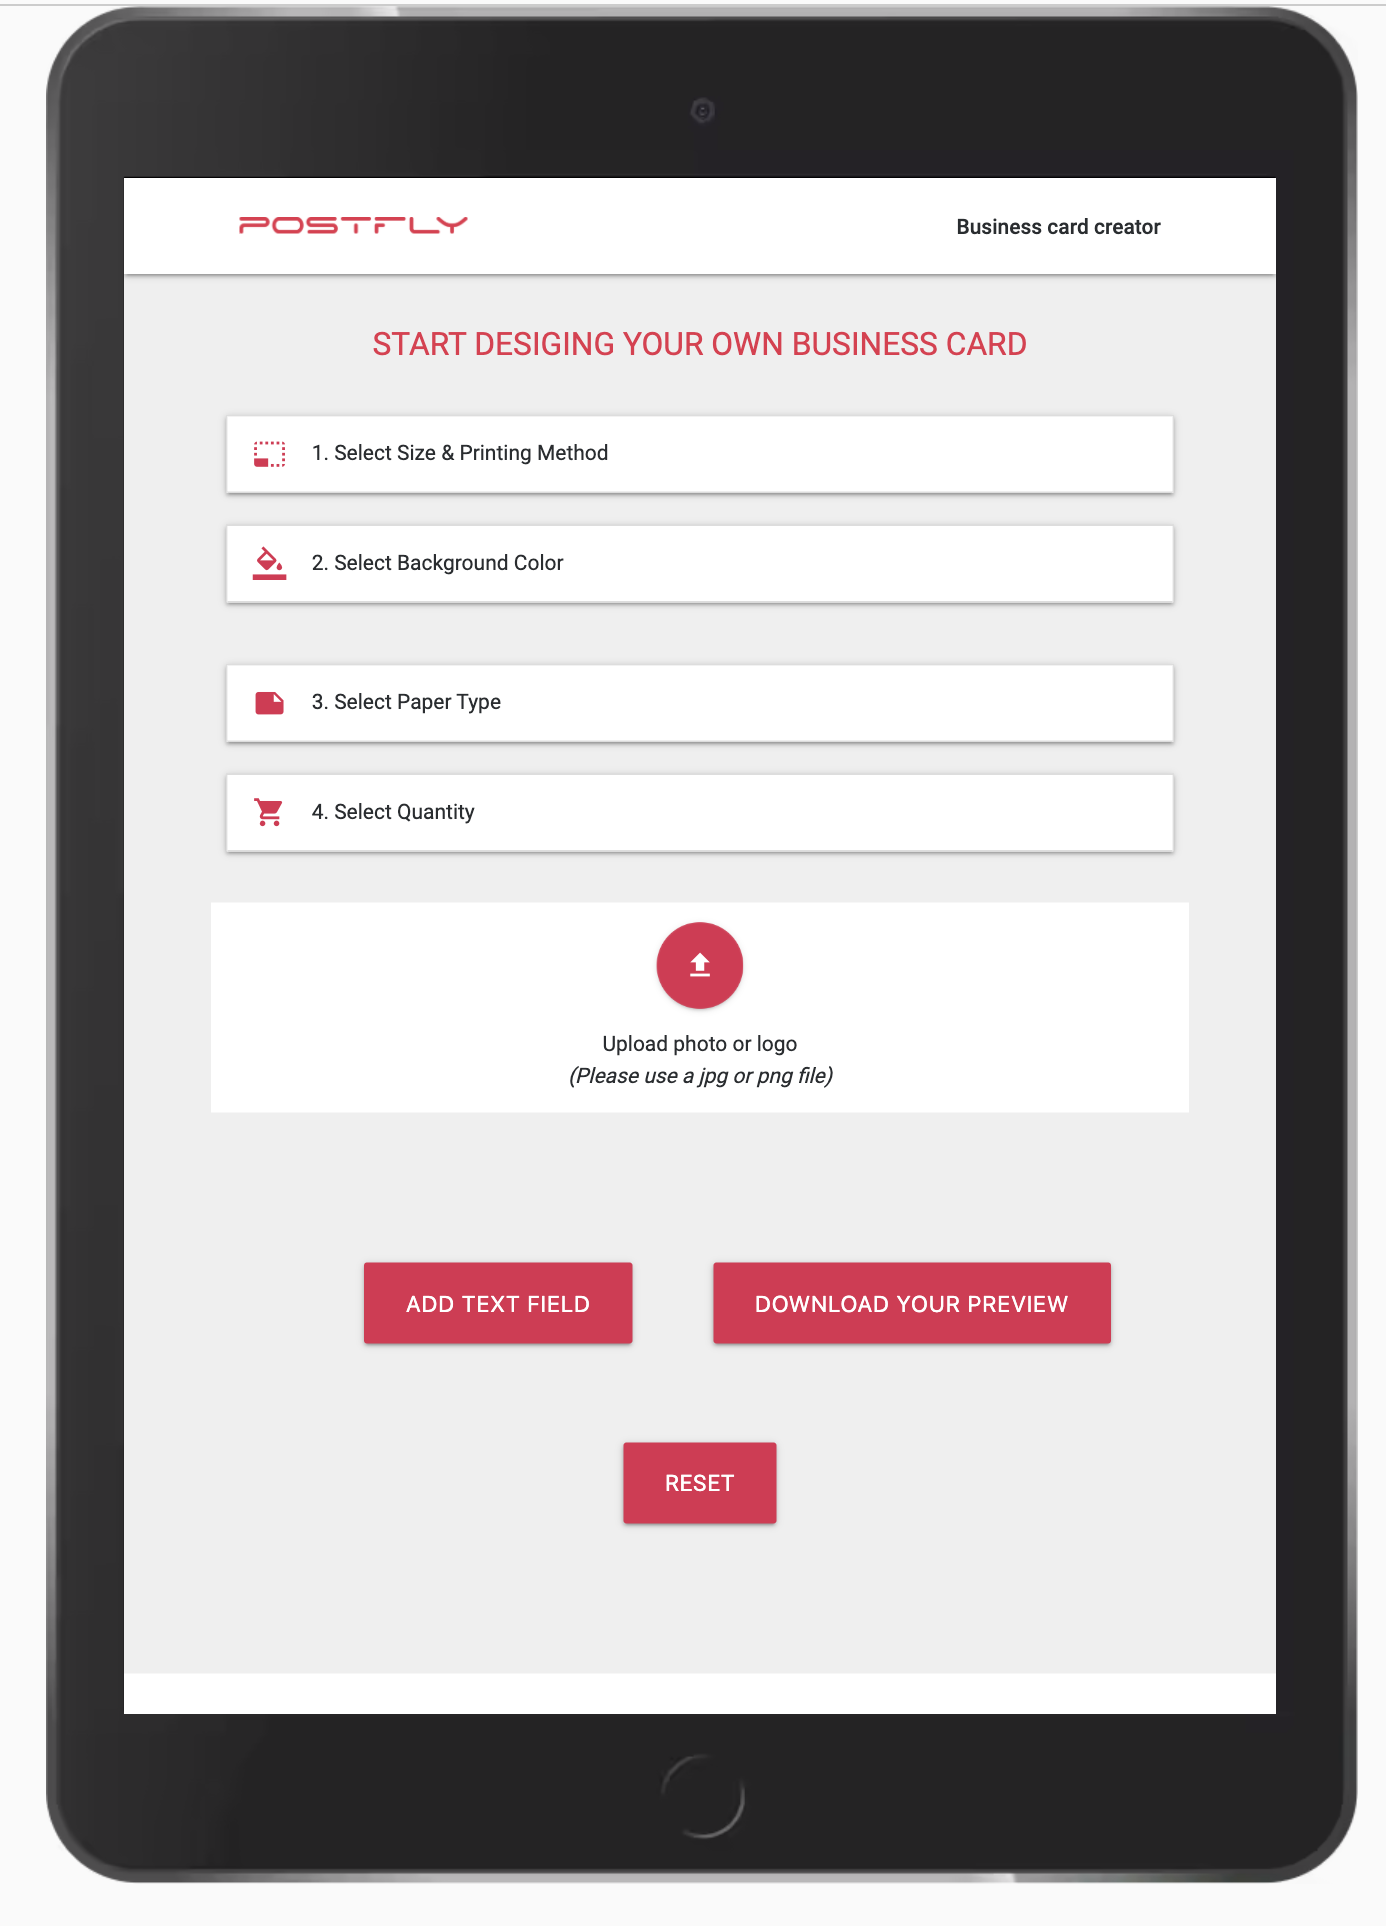 POSTFLY
Business card creator
START DESIGING YOUR OWN BUSINESS CARD
1. Select Size & Printing Method
2. Select Background Color
3. Select Paper Type
4. Select Quantity
Upload photo or logo
(Please use a jpg or png file)
ADD TEXT FIELD
DOWNLOAD YOUR PREVIEW
RESET